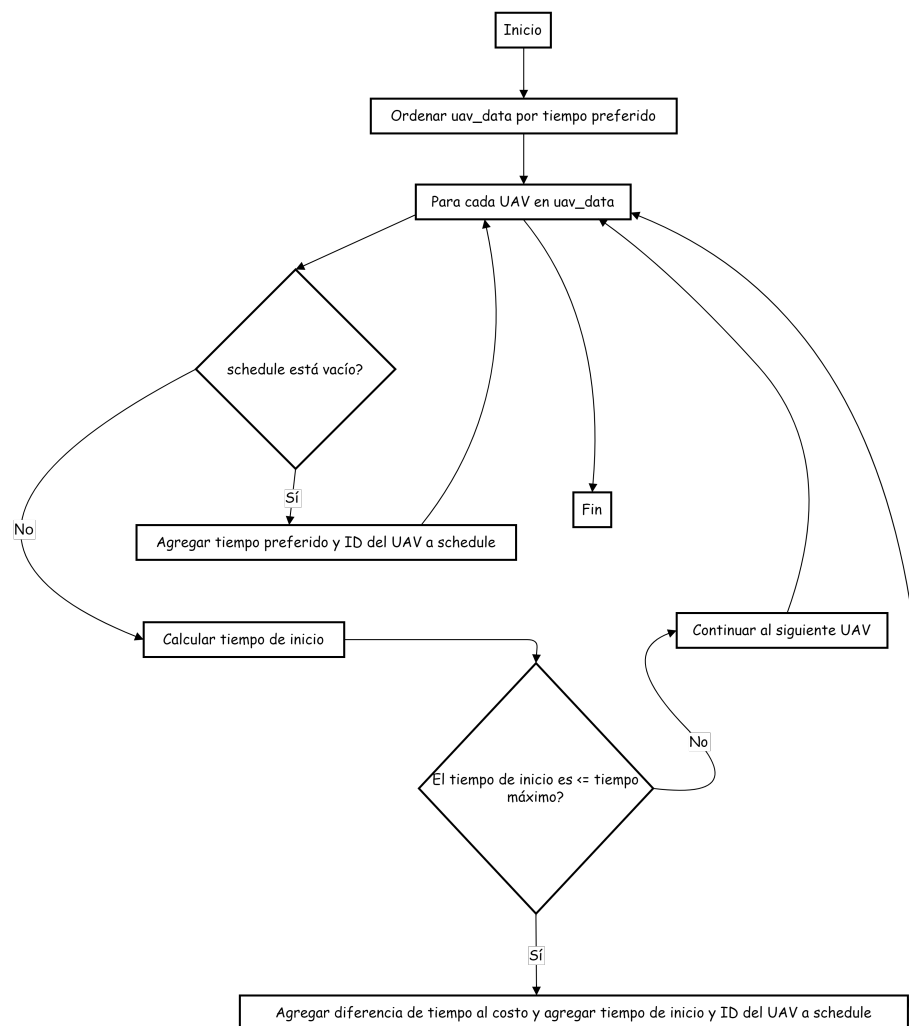 Inicio
Ordenar uav_data por tiempo preferido
Para cada UAV en uav_data
schedule está vacío?
Sí
No
Fin
Agregar tiempo preferido y ID del UAV a schedule
Calcular tiempo de inicio
Continuar al siguiente UAV
No
El tiempo de inicio es <= tiempo
máximo?
Sí
Agregar diferencia de tiempo al costo y agregar tiempo de inicio y ID del UAV a schedule